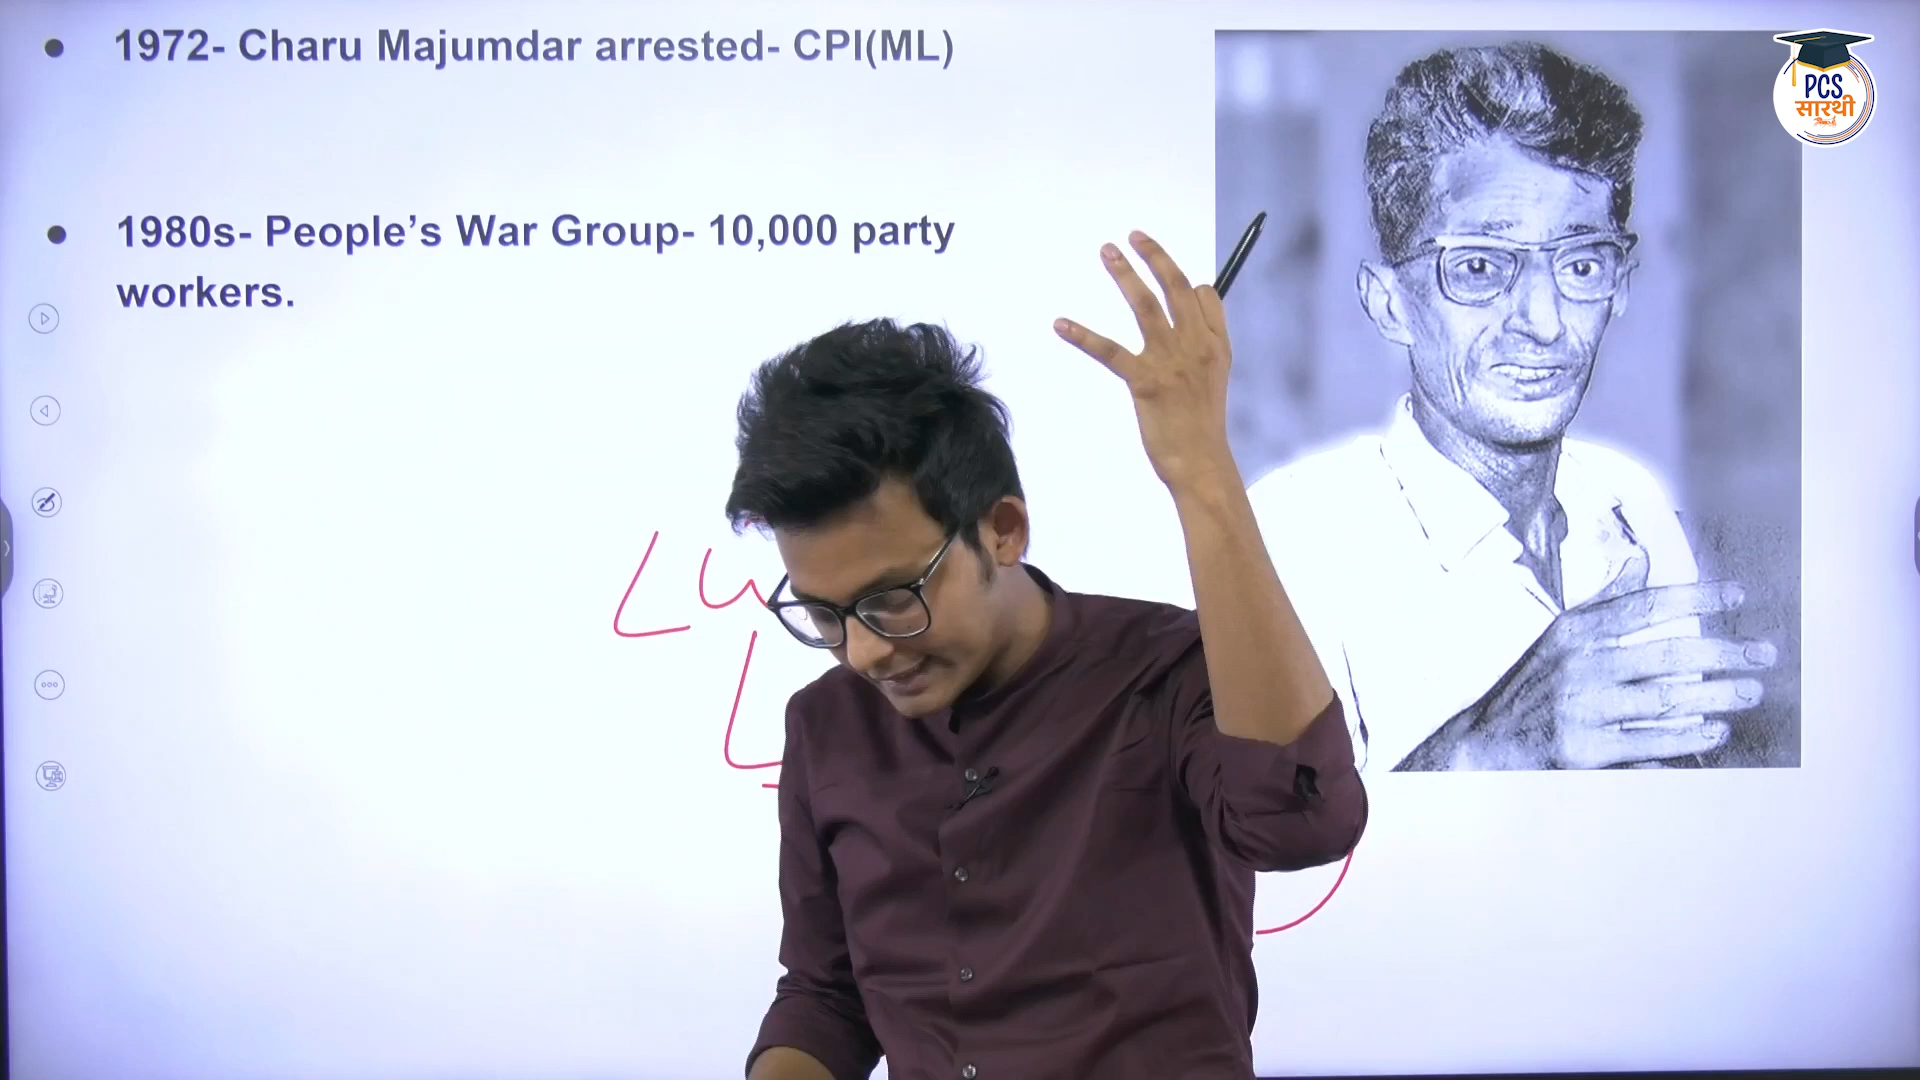 1972- Charu Majumdar arrested- CPI(ML)
1980s- People's War Group- 10,000 party
workers.
PCS
सारथी